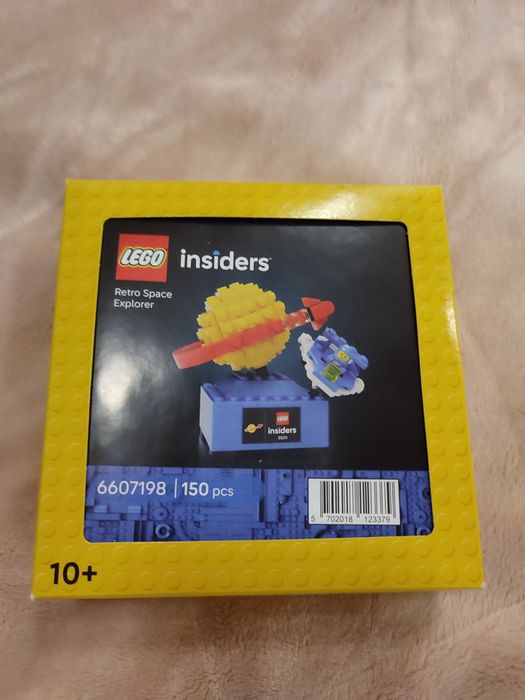 LEGO insiders
Retro Space
Explorer
LEGO
insiders
2025
6607198 | 150 pcs
5 702018 123379
10+